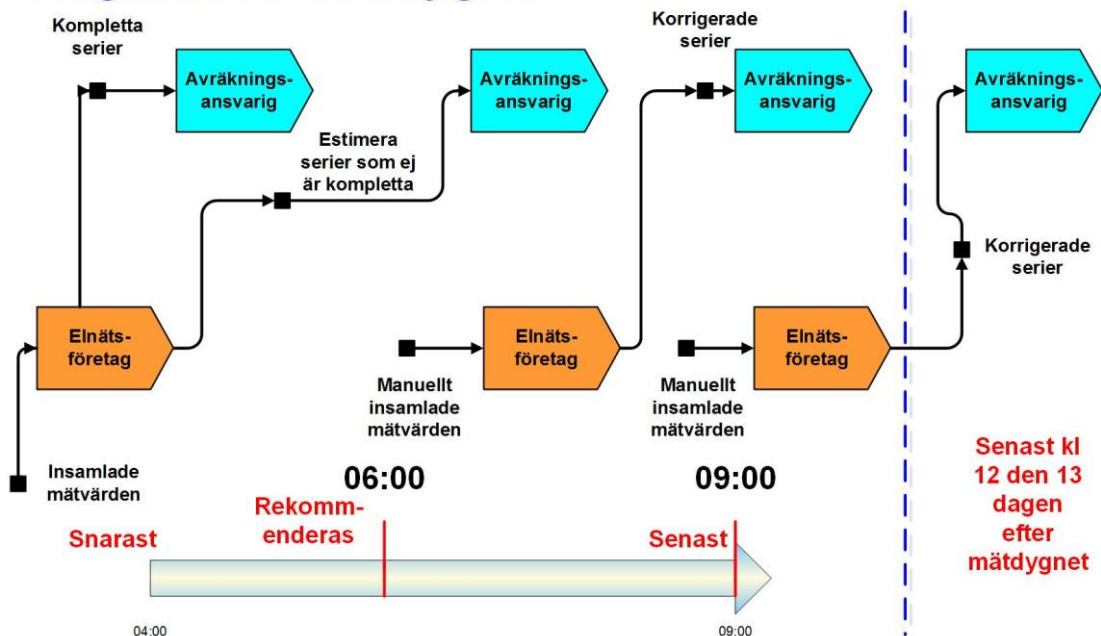 Kompletta
serier
Avräknings-
ansvarig
Avräknings-
ansvarig
Korrigerade
serier
Avräknings-
ansvarig
Avräknings-
ansvarig
Estimera
serier som ej
är kompletta
Korrigerade
serier
Elnäts-
företag
Elnäts-
företag
Elnäts-
företag
Manuellt
insamlade
mätvärden
Manuellt
insamlade
mätvärden
Insamlade
mätvärden
06:00
09:00
Senast kl
12 den 13
dagen
efter
mätdygnet
Snarast
Rekomm-
enderas
Senast
04:00
09:00